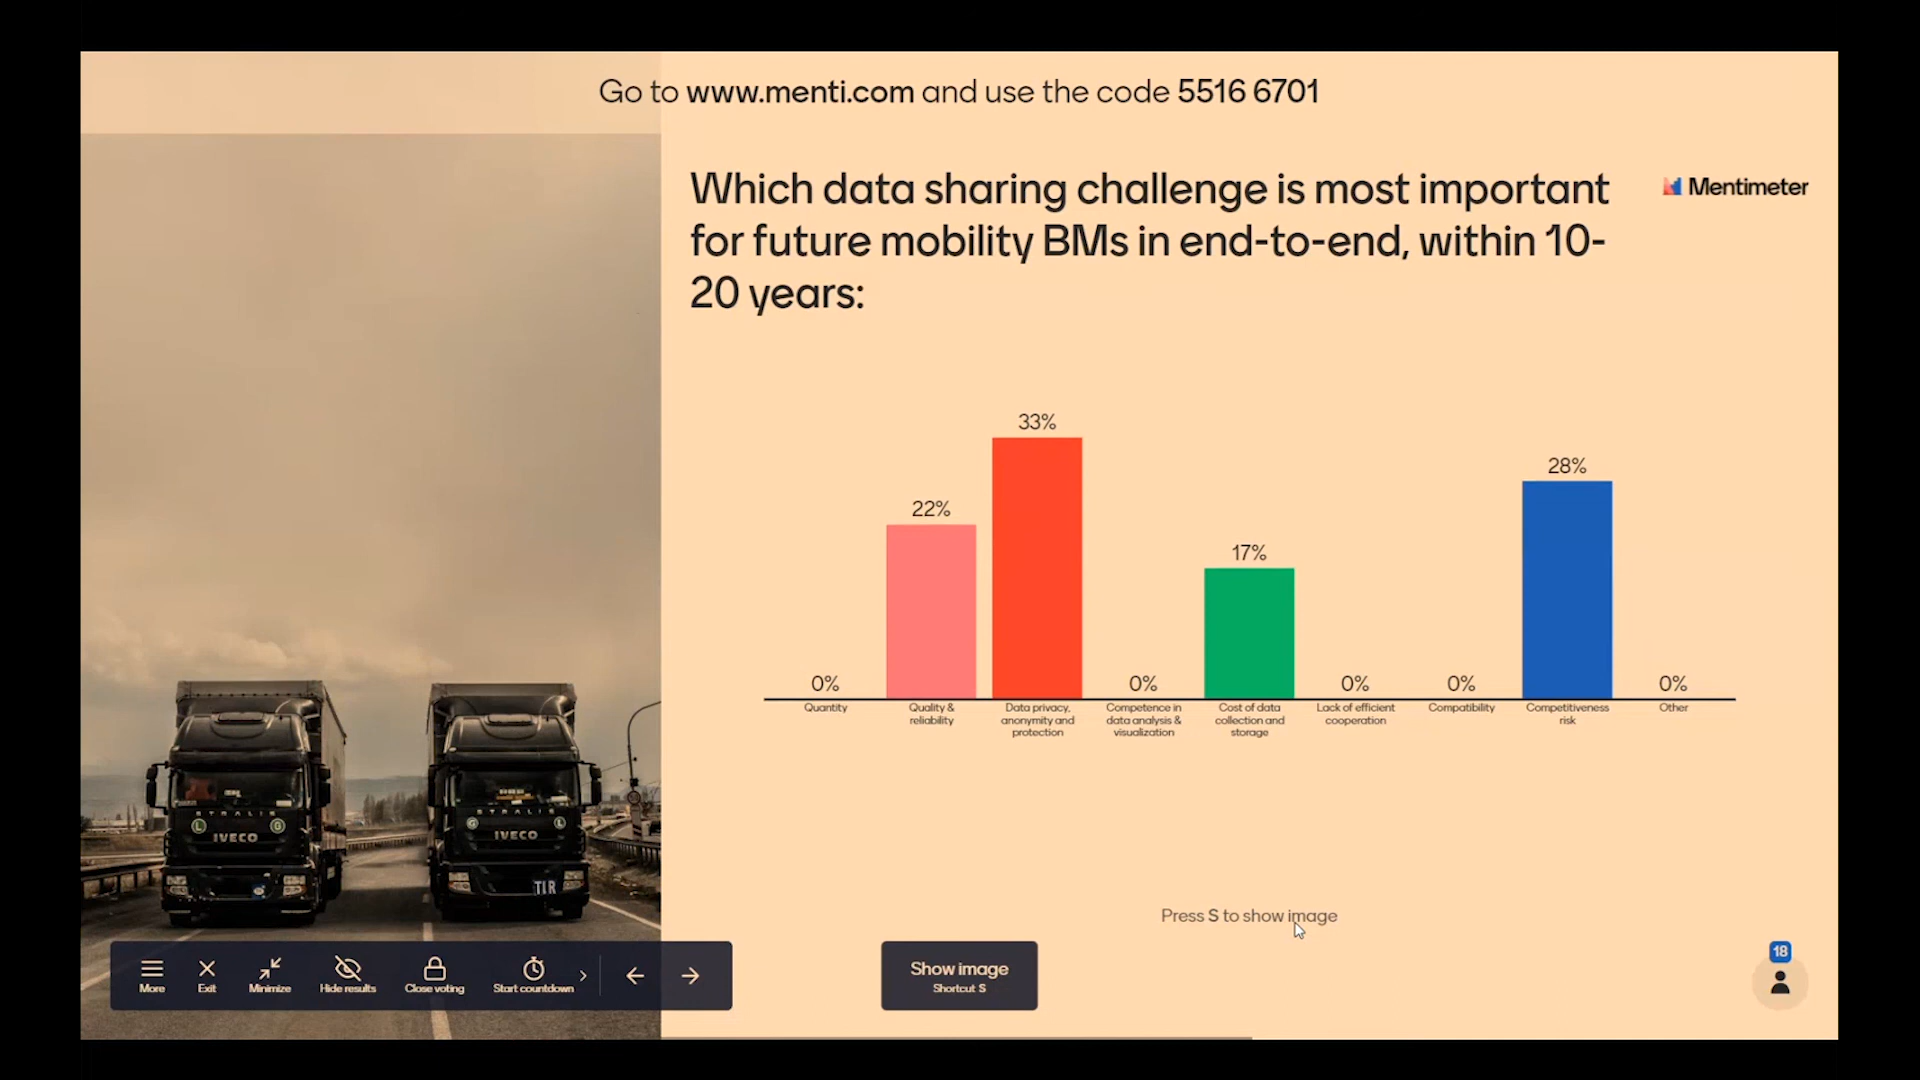 Go to www.menti.com and use the code 5516 6701
Which data sharing challenge is most important
for future mobility BMs in end-to-end, within 10-
20 years:
Mentimeter
33%
28%
22%
17%
0%
0%
0%
0%
0%
Quantity
Quality &
reliability
Data privacy,
anonymity and
protection
Competence in
data analysis &
visualization
Cost of data
collection and
storage
Lack of efficient
cooperation
Compatibility
Competitiveness
risk
Other
STRALIS
IVECO
STRALIS
IVECO
TIR
Press S to show image
More
Exit
Minimize
Hide results
Close voting
Start countdown
Show image
Shortcut S
18